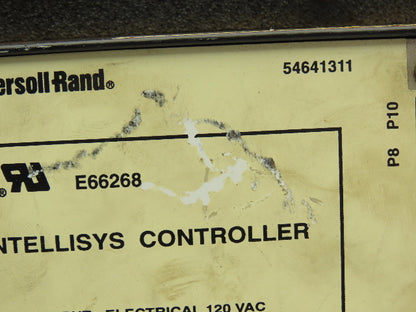 ersoll-Rand®
54641311
P8 P10
® E66268
NTELLISYS CONTROLLER
ELECTRICAL 120 VAC